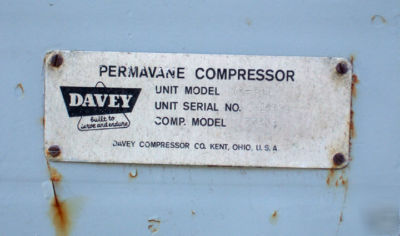 PERMAVANE COMPRESSOR
DAVEY
built to
serve and endure
UNIT MODEL
UNIT SERIAL NO.
COMP. MODEL
DAVEY COMPRESSOR CO. KENT, OHIO, U.S.A.